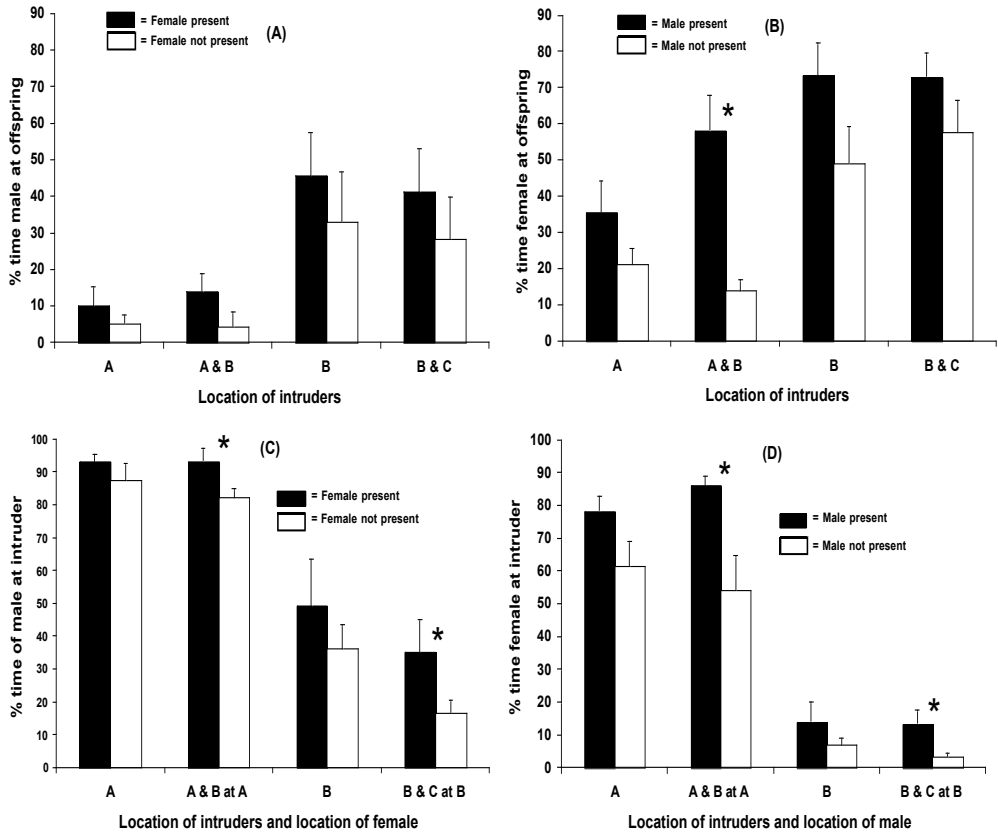 % time male at offspring
90
80
70
60
50
40
30
20
10
0
= Female present
= Female not present
(A)
A
A & B
B
B & C
Location of intruders
% time female at offspring
90
80
70
60
50
40
30
20
10
0
= Male present
= Male not present
(B)
*
A
A & B
B
B & C
Location of intruders
% time of male at intruder
100
90
80
70
60
50
40
30
20
10
0
*
(C)
= Female present
= Female not present
*
A
A & B at A
B
B & C at B
Location of intruders and location of female
% time female at intruder
100
90
80
70
60
50
40
30
20
10
0
*
(D)
= Male present
= Male not present
*
A
A & B at A
B
B & C at B
Location of intruders and location of male